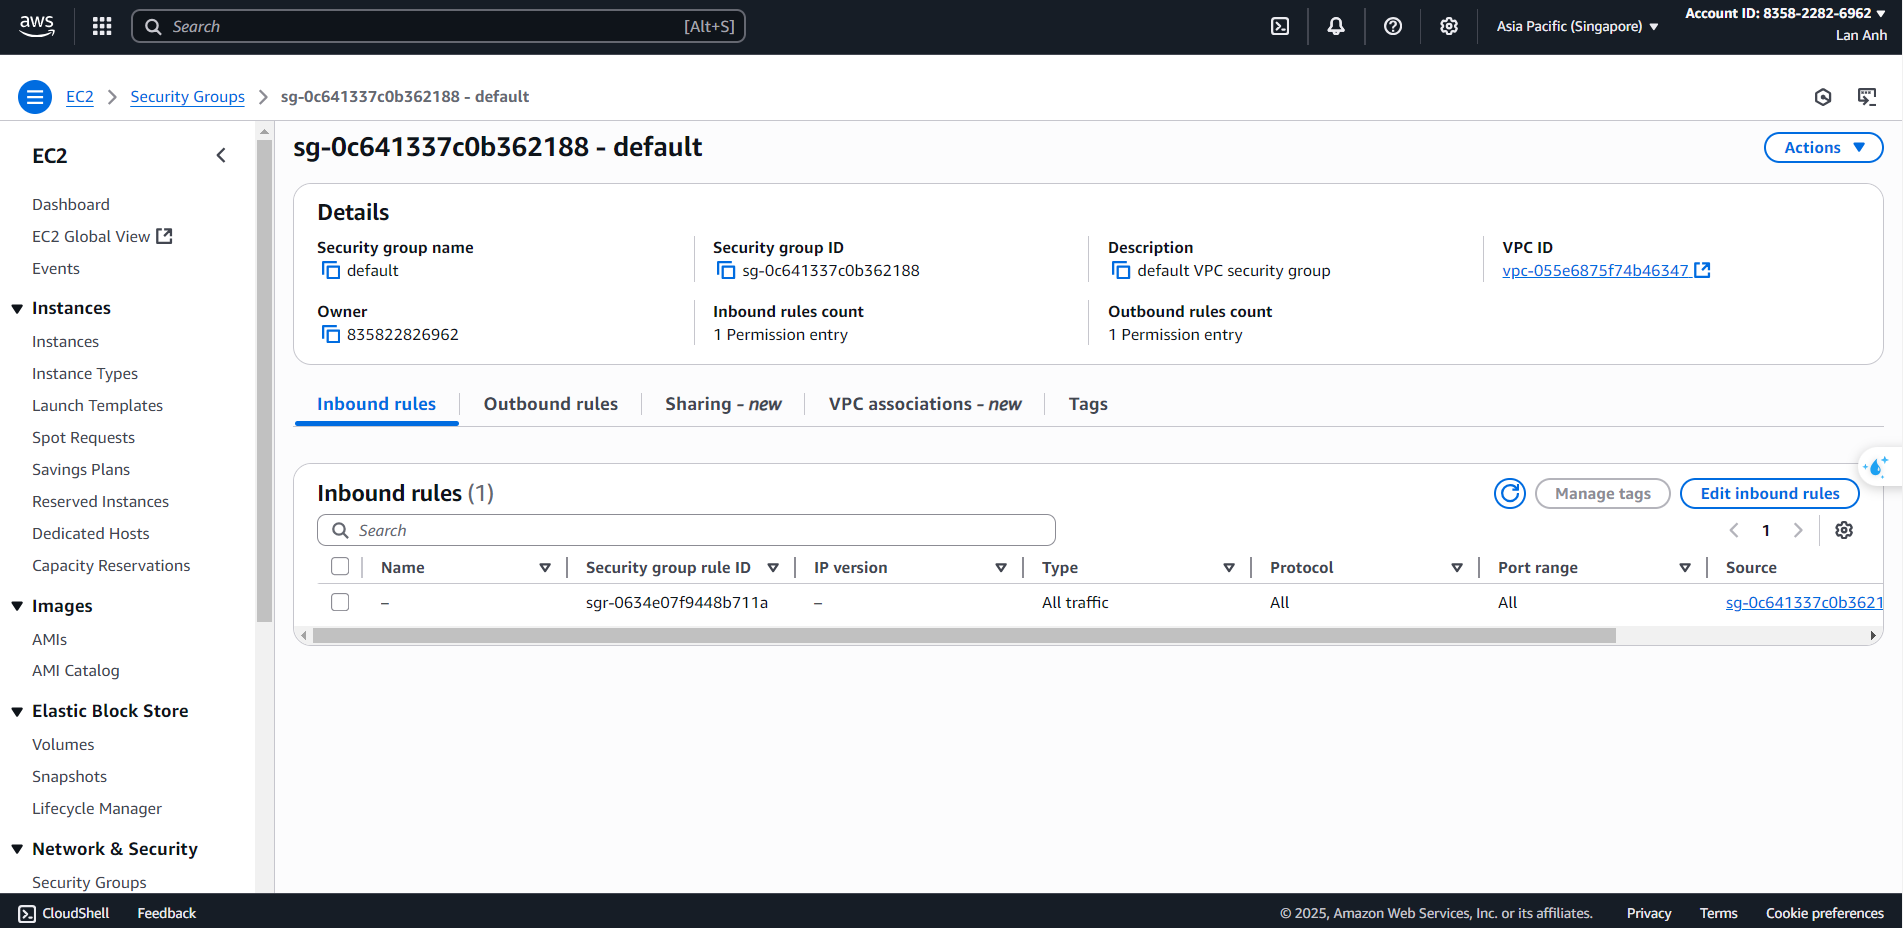 aws
Search [Alt+S]
Asia Pacific (Singapore)
Account ID: 8358-2282-6962
Lan Anh
EC2 Security Groups sg-0c641337c0b362188 - default
EC2
Dashboard
EC2 Global View
Events
Instances
Instances
Instance Types
Launch Templates
Spot Requests
Savings Plans
Reserved Instances
Dedicated Hosts
Capacity Reservations
Images
AMIs
AMI Catalog
Elastic Block Store
Volumes
Snapshots
Lifecycle Manager
Network & Security
Security Groups
sg-0c641337c0b362188 - default
Actions
Details
Security group name
default
Security group ID
sg-0c641337c0b362188
Description
default VPC security group
VPC ID
vpc-055e6875f74b46347
Owner
835822826962
Inbound rules count
1 Permission entry
Outbound rules count
1 Permission entry
Inbound rules Outbound rules Sharing - new VPC associations - new Tags
Inbound rules (1)
Manage tags Edit inbound rules
Search
1
Name Security group rule ID IP version Type Protocol Port range Source
– sgr-0634e07f9448b711a – All traffic All All sg-0c641337c0b3621
CloudShell Feedback
© 2025, Amazon Web Services, Inc. or its affiliates. Privacy Terms Cookie preferences